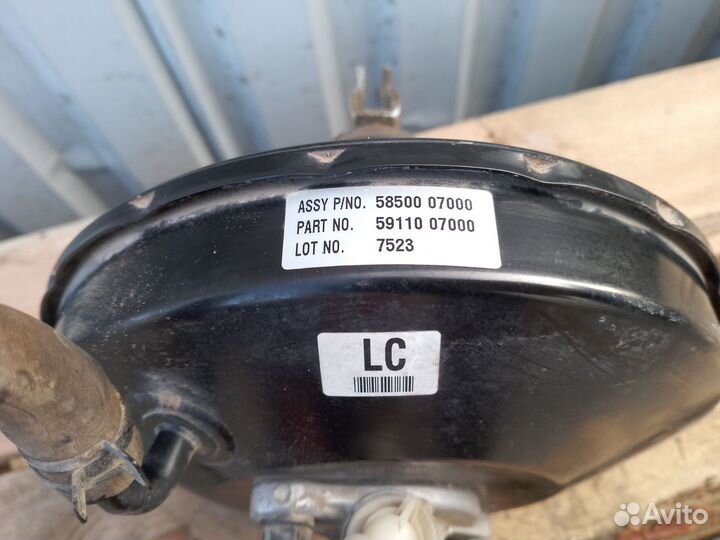 ASSY P/NO. 58500 07000
PART NO. 59110 07000
LOT NO. 7523
LC
Avito